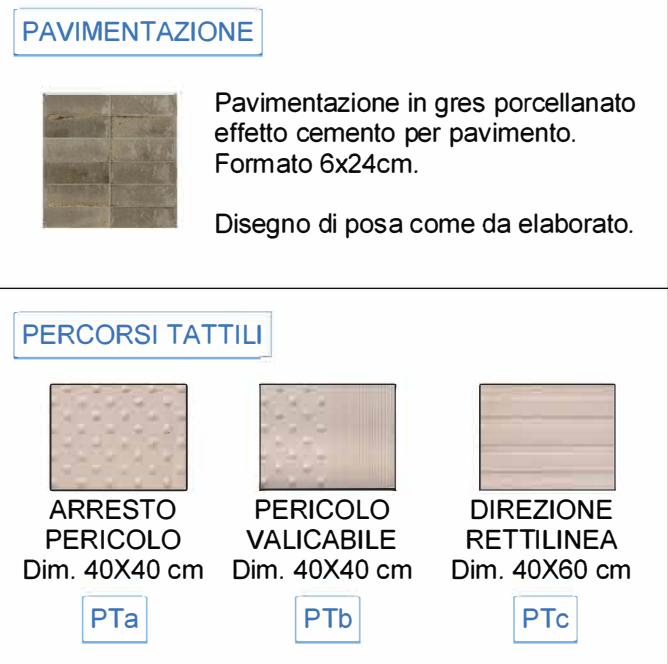 PAVIMENTAZIONE
Pavimentazione in gres porcellanato
effetto cemento per pavimento.
Formato 6x24cm.
Disegno di posa come da elaborato.
PERCORSI TATTILI
ARRESTO
PERICOLO
Dim. 40X40 cm
PTa
PERICOLO
VALICABILE
Dim. 40X40 cm
PTb
DIREZIONE
RETTILINEA
Dim. 40X60 cm
PTc